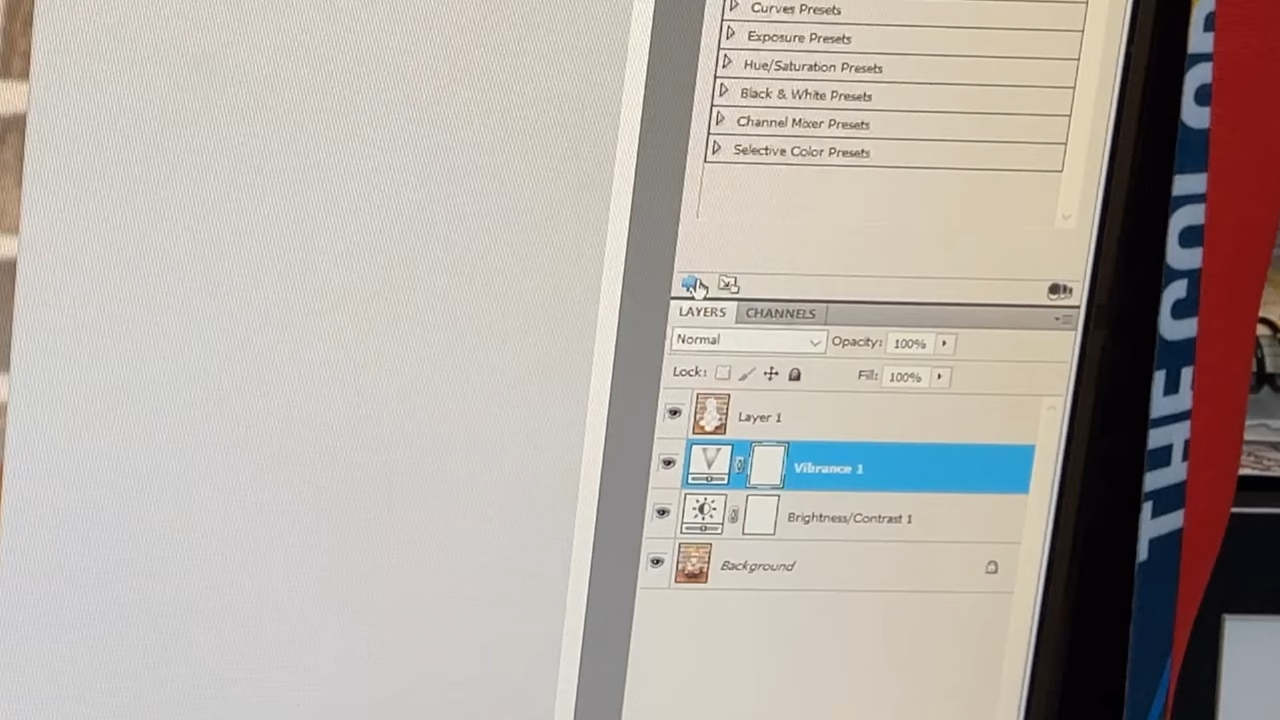 Curves Presets
Exposure Presets
Hue/Saturation Presets
Black & White Presets
Channel Mixer Presets
Selective Color Presets
LAYERS CHANNELS
Normal Opacity: 100%
Lock: Fill: 100%
Layer 1
Vibrance 1
Brightness/Contrast 1
Background
THE COLOR